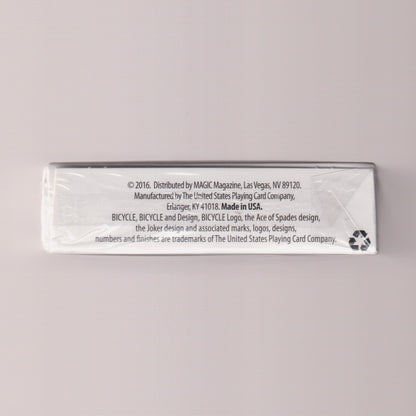 © 2016. Distributed by MAGIC Magazine, Las Vegas, NV 89120.
Manufactured by The United States Playing Card Company,
Erlanger, KY 41018. Made in USA.
BICYCLE, BICYCLE and Design, BICYCLE Logo, the Ace of Spades design,
the Joker design and associated marks, logos, designs,
numbers and finishes are trademarks of The United States Playing Card Company.